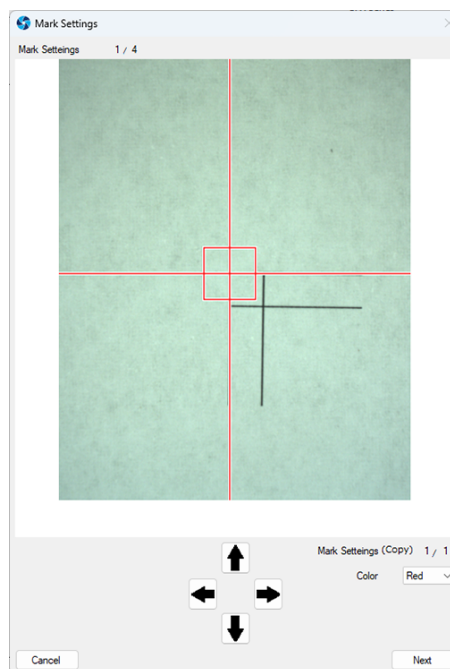 Mark Settings
Mark Setteings 1 / 4
Mark Setteings (Copy) 1 / 1
Color Red
Cancel Next